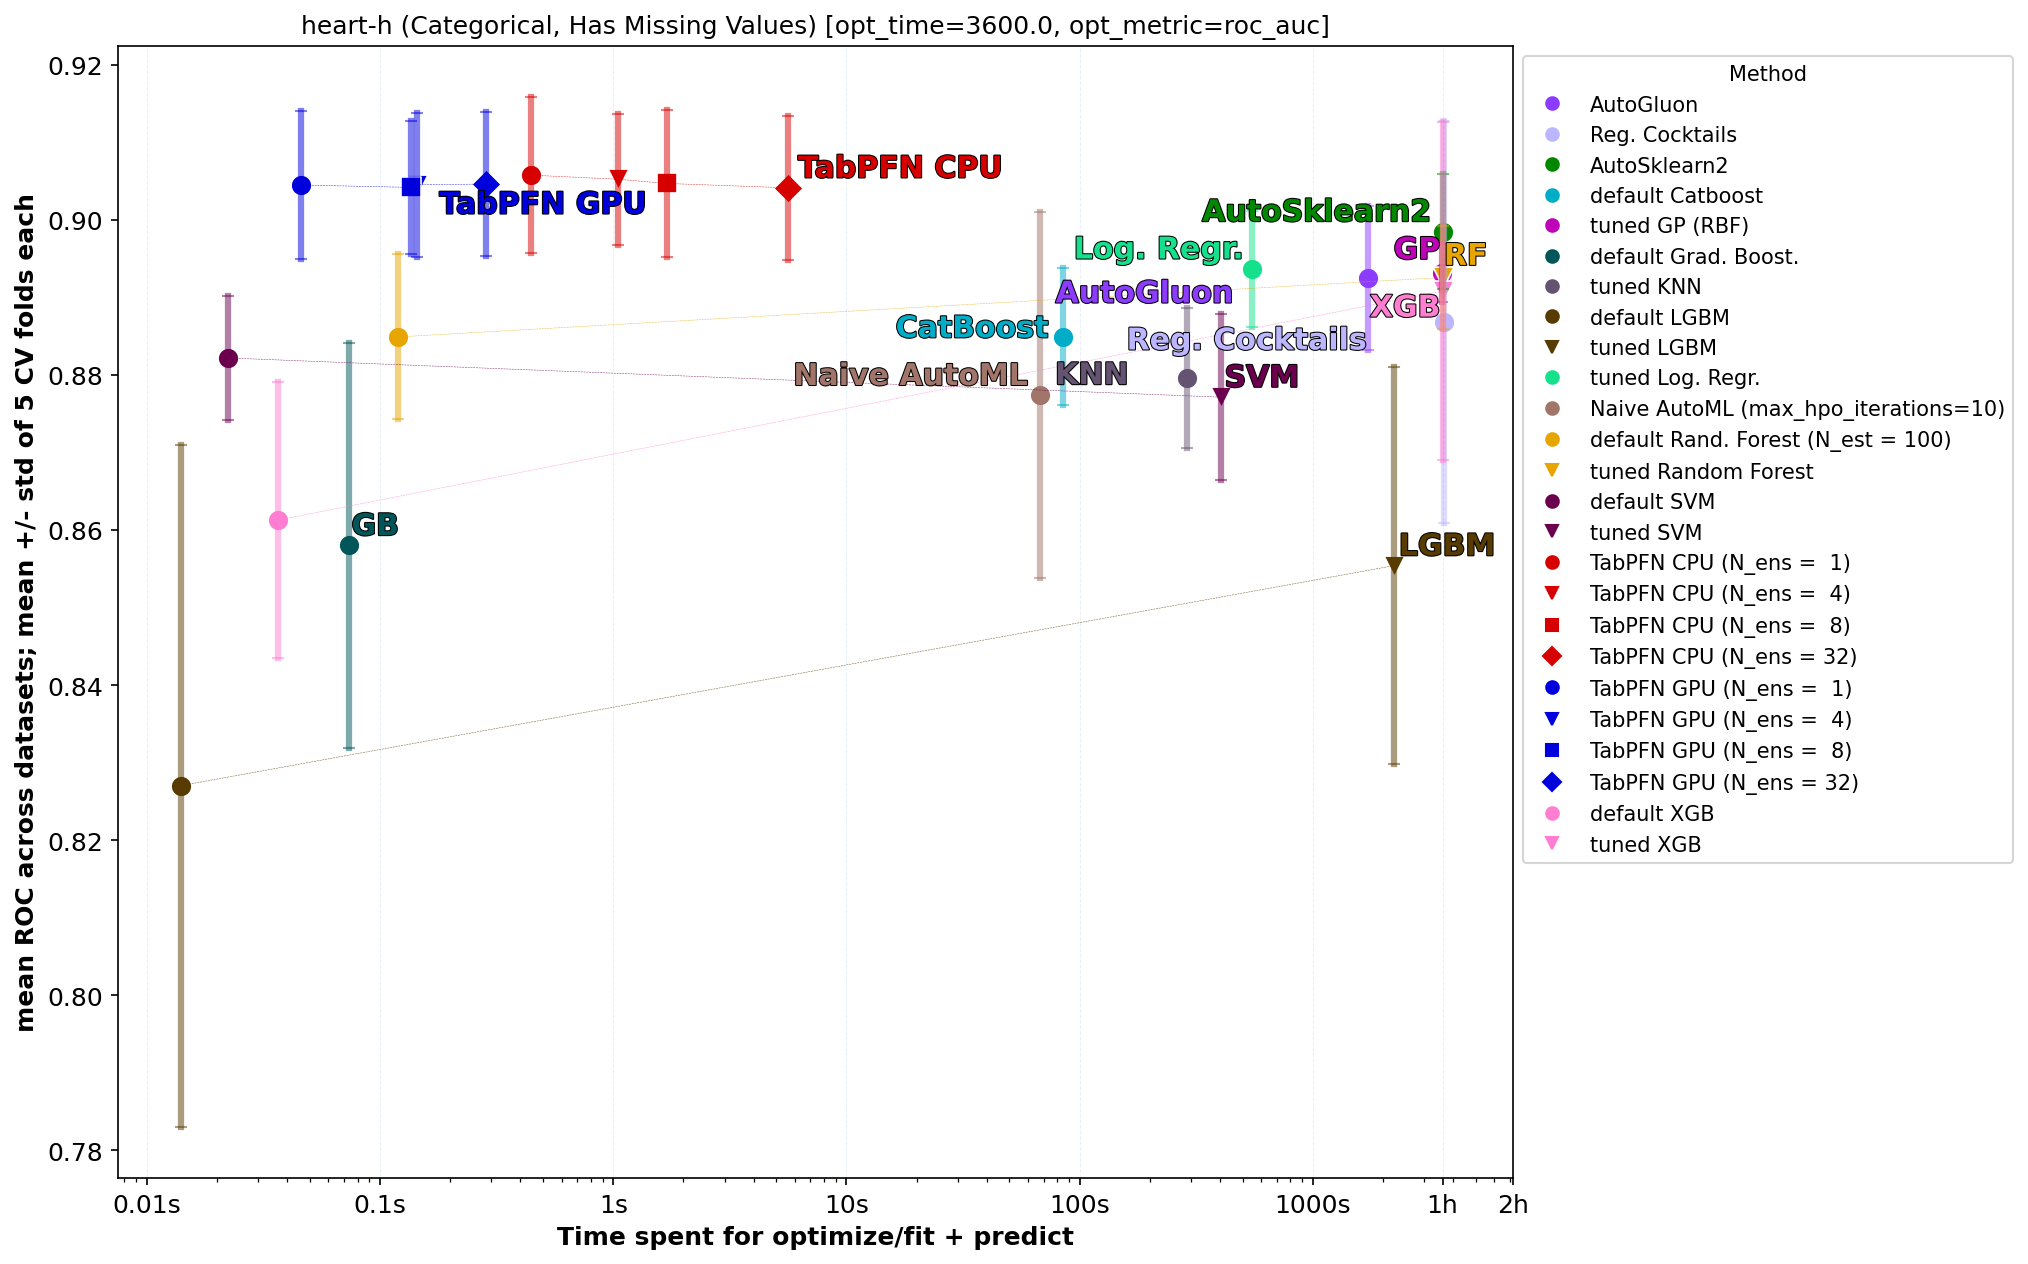 heart-h (Categorical, Has Missing Values) [opt_time=3600.0, opt_metric=roc_auc]
mean ROC across datasets; mean +/- std of 5 CV folds each
0.92
0.90
0.88
0.86
0.84
0.82
0.80
0.78
TabPFN CPU
TabPFN GPU
AutoSklearn2
Log. Regr.
GP
RF
AutoGluon
XGB
CatBoost
Reg. Cocktails
Naive AutoML
KNN
SVM
GB
LGBM
0.01s
0.1s
1s
10s
100s
1000s
1h
2h
Time spent for optimize/fit + predict
Method
AutoGluon
Reg. Cocktails
AutoSklearn2
default Catboost
tuned GP (RBF)
default Grad. Boost.
tuned KNN
default LGBM
tuned LGBM
tuned Log. Regr.
Naive AutoML (max_hpo_iterations=10)
default Rand. Forest (N_est = 100)
tuned Random Forest
default SVM
tuned SVM
TabPFN CPU (N_ens =  1)
TabPFN CPU (N_ens =  4)
TabPFN CPU (N_ens =  8)
TabPFN CPU (N_ens = 32)
TabPFN GPU (N_ens =  1)
TabPFN GPU (N_ens =  4)
TabPFN GPU (N_ens =  8)
TabPFN GPU (N_ens = 32)
default XGB
tuned XGB